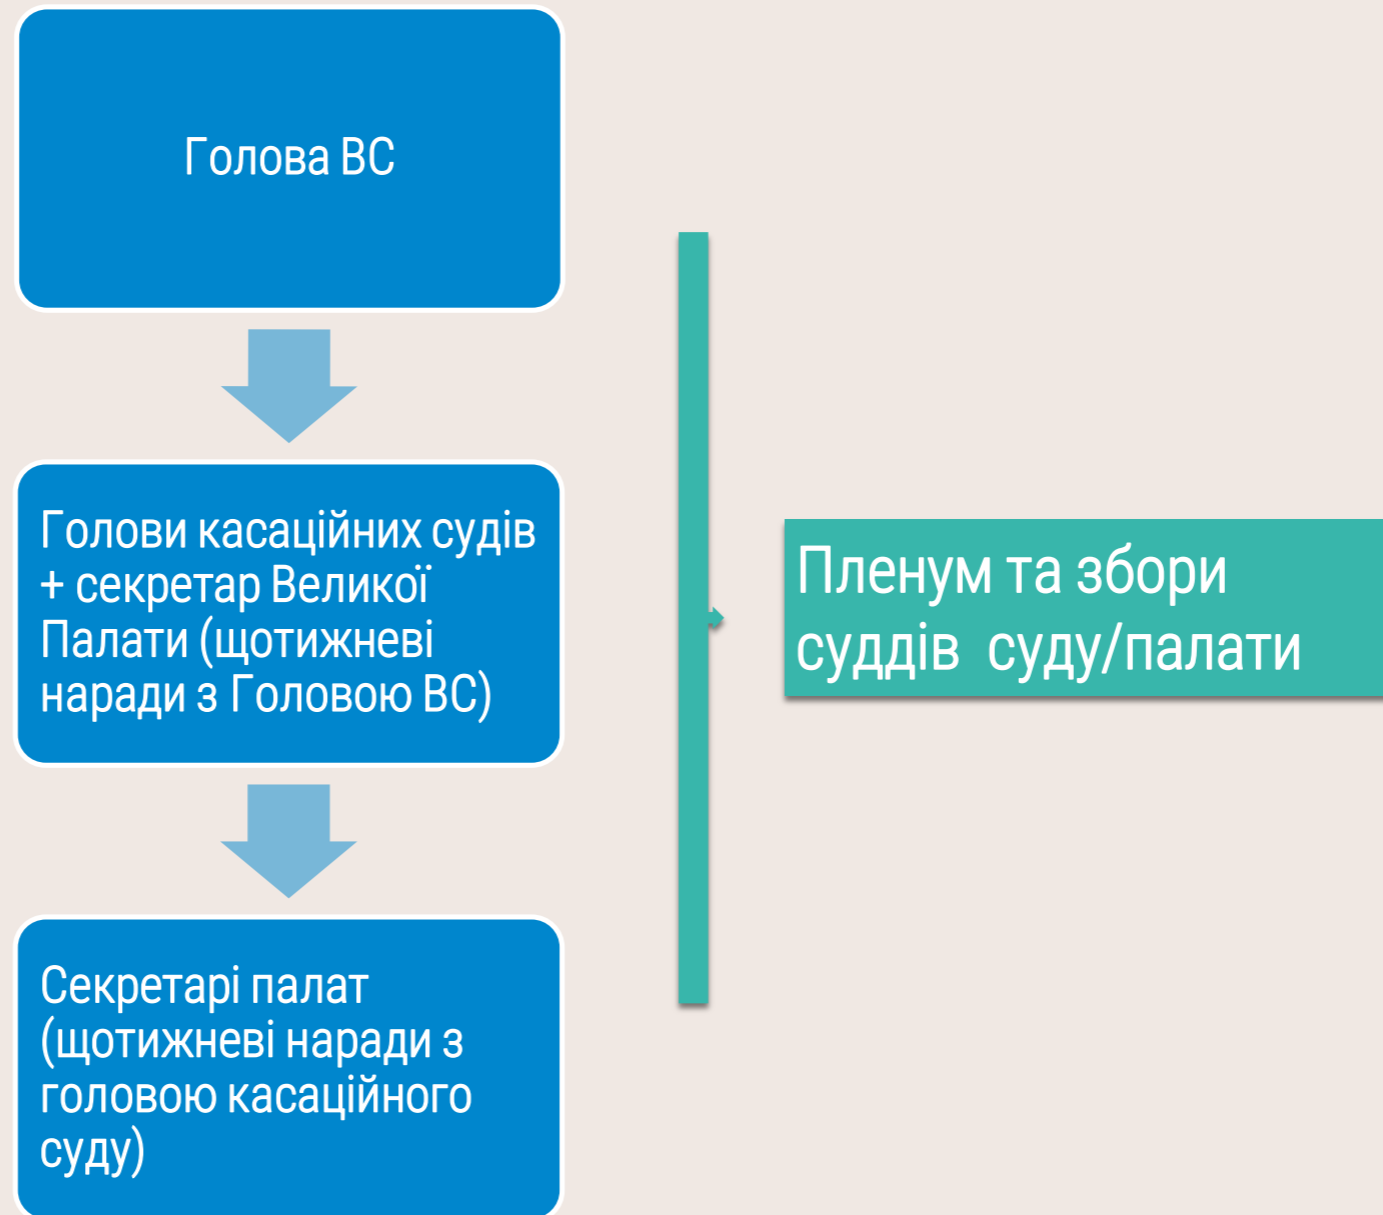 Голова ВС
Голови касаційних судів
+ секретар Великої
Палати (щотижневі
наради з Головою ВС)
Секретарі палат
(щотижневі наради з
головою касаційного
суду)
Пленум та збори
суддів суду/палати